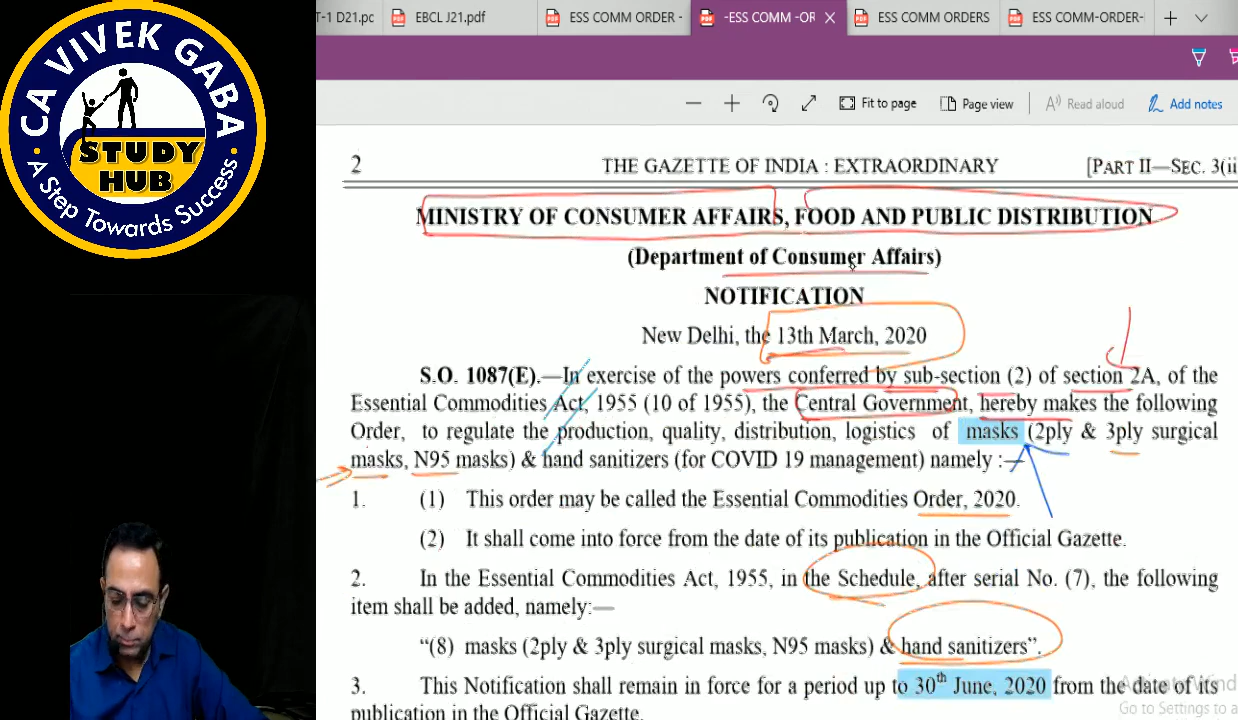 CA VIVEK GABA
STUDY
HUB
• A Step Towards Success •
T-1 D21.pc
EBCL J21.pdf
ESS COMM ORDER -
-ESS COMM -OR
ESS COMM ORDERS
ESS COMM-ORDER-
Fit to page
Page view
Read aloud
Add notes
2 THE GAZETTE OF INDIA : EXTRAORDINARY [PART II—SEC. 3(ii
MINISTRY OF CONSUMER AFFAIRS, FOOD AND PUBLIC DISTRIBUTION
(Department of Consumer Affairs)
NOTIFICATION
New Delhi, the 13th March, 2020
S.O. 1087(E).—In exercise of the powers conferred by sub-section (2) of section 2A, of the
Essential Commodities Act, 1955 (10 of 1955), the Central Government, hereby makes the following
Order, to regulate the production, quality, distribution, logistics of masks (2ply & 3ply surgical
masks, N95 masks) & hand sanitizers (for COVID 19 management) namely :—
1. (1) This order may be called the Essential Commodities Order, 2020.
(2) It shall come into force from the date of its publication in the Official Gazette.
2. In the Essential Commodities Act, 1955, in the Schedule, after serial No. (7), the following
item shall be added, namely:—
“(8) masks (2ply & 3ply surgical masks, N95 masks) & hand sanitizers”.
3. This Notification shall remain in force for a period up to 30th June, 2020 from the date of its
publication in the Official Gazette.
Activate Wind
Go to Settings to a